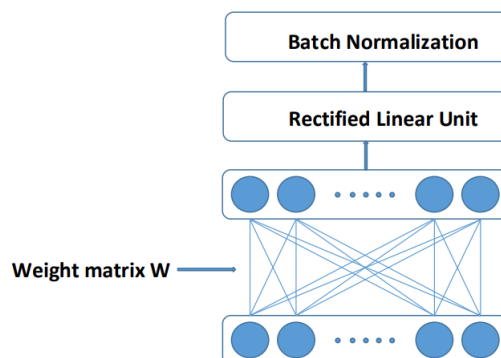 Batch Normalization
Rectified Linear Unit
Weight matrix W